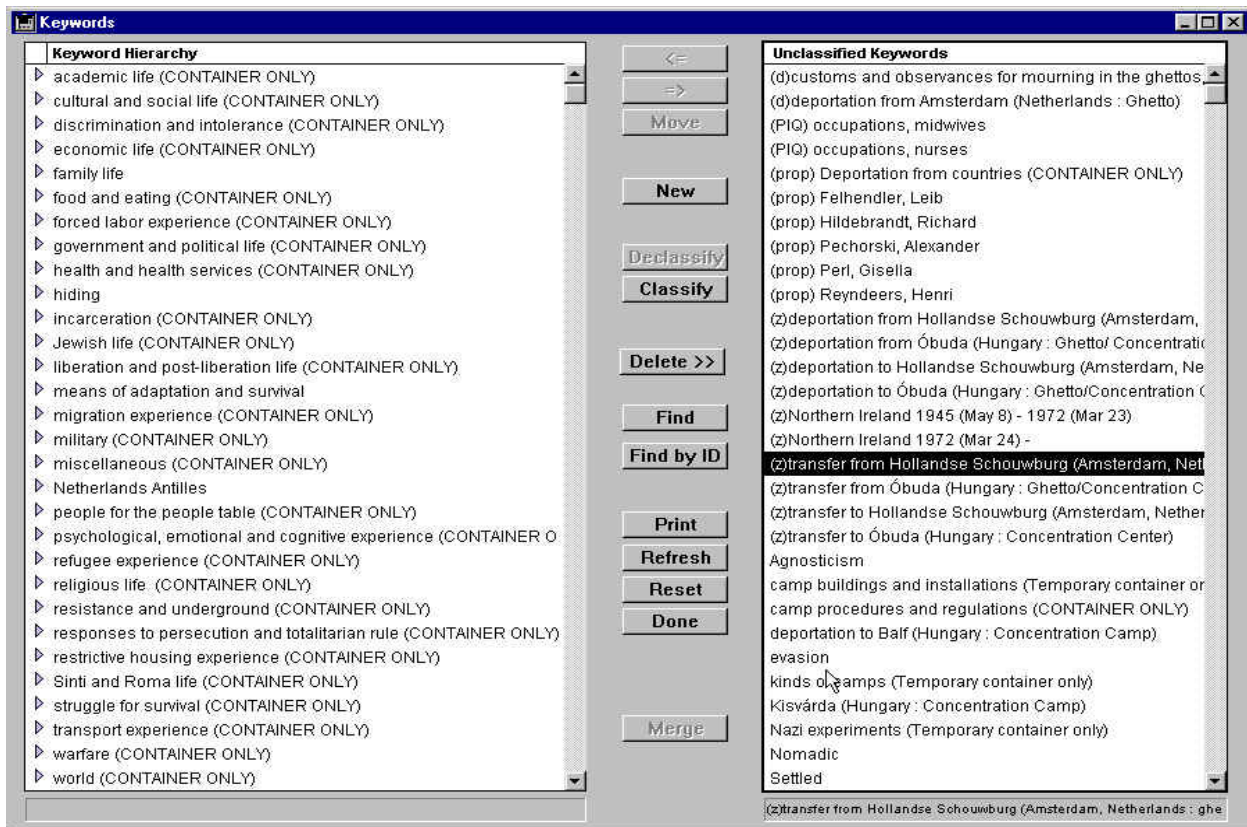 Keywords
Keyword Hierarchy
academic life (CONTAINER ONLY)
cultural and social life (CONTAINER ONLY)
discrimination and intolerance (CONTAINER ONLY)
economic life (CONTAINER ONLY)
family life
food and eating (CONTAINER ONLY)
forced labor experience (CONTAINER ONLY)
government and political life (CONTAINER ONLY)
health and health services (CONTAINER ONLY)
hiding
incarceration (CONTAINER ONLY)
Jewish life (CONTAINER ONLY)
liberation and post-liberation life (CONTAINER ONLY)
means of adaptation and survival
migration experience (CONTAINER ONLY)
military (CONTAINER ONLY)
miscellaneous (CONTAINER ONLY)
Netherlands Antilles
people for the people table (CONTAINER ONLY)
psychological, emotional and cognitive experience (CONTAINER O
refugee experience (CONTAINER ONLY)
religious life (CONTAINER ONLY)
resistance and underground (CONTAINER ONLY)
responses to persecution and totalitarian rule (CONTAINER ONLY)
restrictive housing experience (CONTAINER ONLY)
Sinti and Roma life (CONTAINER ONLY)
struggle for survival (CONTAINER ONLY)
transport experience (CONTAINER ONLY)
warfare (CONTAINER ONLY)
world (CONTAINER ONLY)
<=
=>
Move
New
Declassify
Classify
Delete >>
Find
Find by ID
Print
Refresh
Reset
Done
Merge
Unclassified Keywords
(d)customs and observances for mourning in the ghettos,
(d)deportation from Amsterdam (Netherlands : Ghetto)
(PIQ) occupations, midwives
(PIQ) occupations, nurses
(prop) Deportation from countries (CONTAINER ONLY)
(prop) Felhendler, Leib
(prop) Hildebrandt, Richard
(prop) Pechorski, Alexander
(prop) Perl, Gisella
(prop) Reyndeers, Henri
(z)deportation from Hollandse Schouwburg (Amsterdam,
(z)deportation from Óbuda (Hungary : Ghetto/ Concentratic
(z)deportation to Hollandse Schouwburg (Amsterdam, Ne
(z)deportation to Óbuda (Hungary : Ghetto/Concentration C
(z)Northern Ireland 1945 (May 8) - 1972 (Mar 23)
(z)Northern Ireland 1972 (Mar 24) -
(z)transfer from Hollandse Schouwburg (Amsterdam, Netl
(z)transfer from Óbuda (Hungary : Ghetto/Concentration C
(z)transfer to Hollandse Schouwburg (Amsterdam, Nether
(z)transfer to Óbuda (Hungary : Concentration Center)
Agnosticism
camp buildings and installations (Temporary container or
camp procedures and regulations (CONTAINER ONLY)
deportation to Balf (Hungary : Concentration Camp)
evasion
kinds of camps (Temporary container only)
Kisvárda (Hungary : Concentration Camp)
Nazi experiments (Temporary container only)
Nomadic
Settled
(z)transfer from Hollandse Schouwburg (Amsterdam, Netherlands : ghe